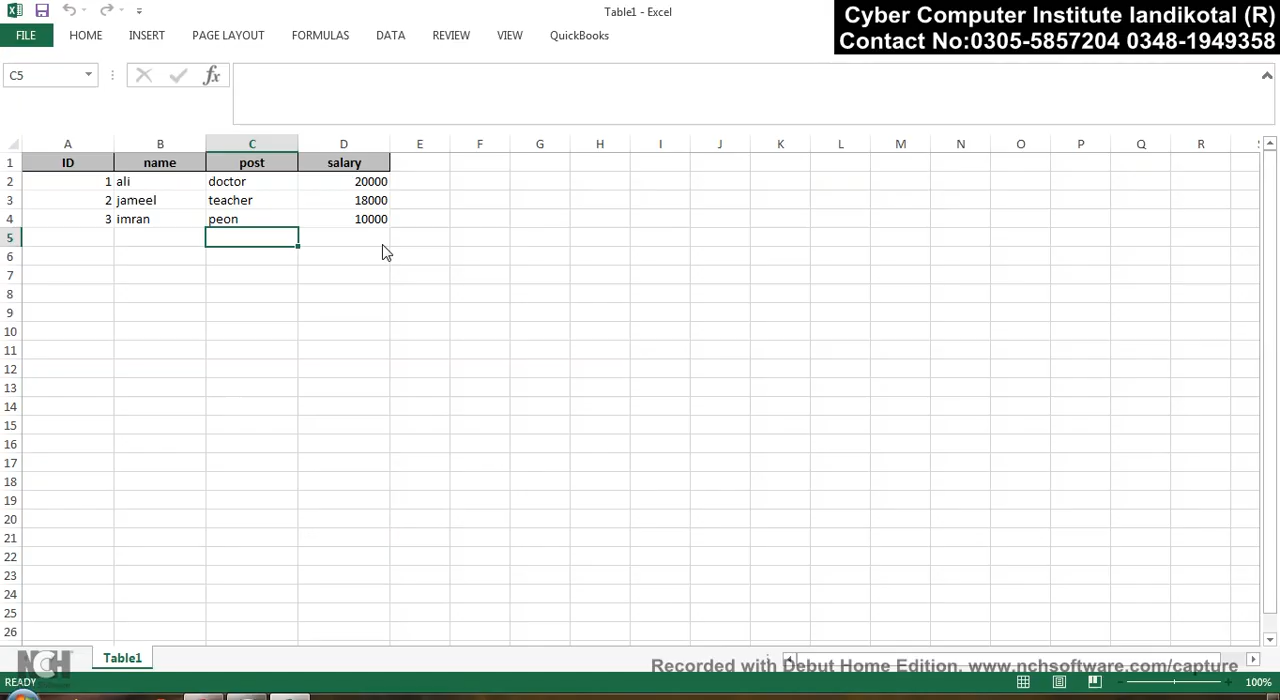 Table1 - Excel
Cyber Computer Institute landikotal (R)
Contact No:0305-5857204 0348-1949358
FILE HOME INSERT PAGE LAYOUT FORMULAS DATA REVIEW VIEW QuickBooks
C5 fx
A B C D E F G H I J K L M N O P Q R
1 ID name post salary
2 1 ali doctor 20000
3 2 jameel teacher 18000
4 3 imran peon 10000
5
6
7
8
9
10
11
12
13
14
15
16
17
18
19
20
21
22
23
24
25
26
NCH Table1
Recorded with Debut Home Edition. www.nchsoftware.com/capture
READY 100%